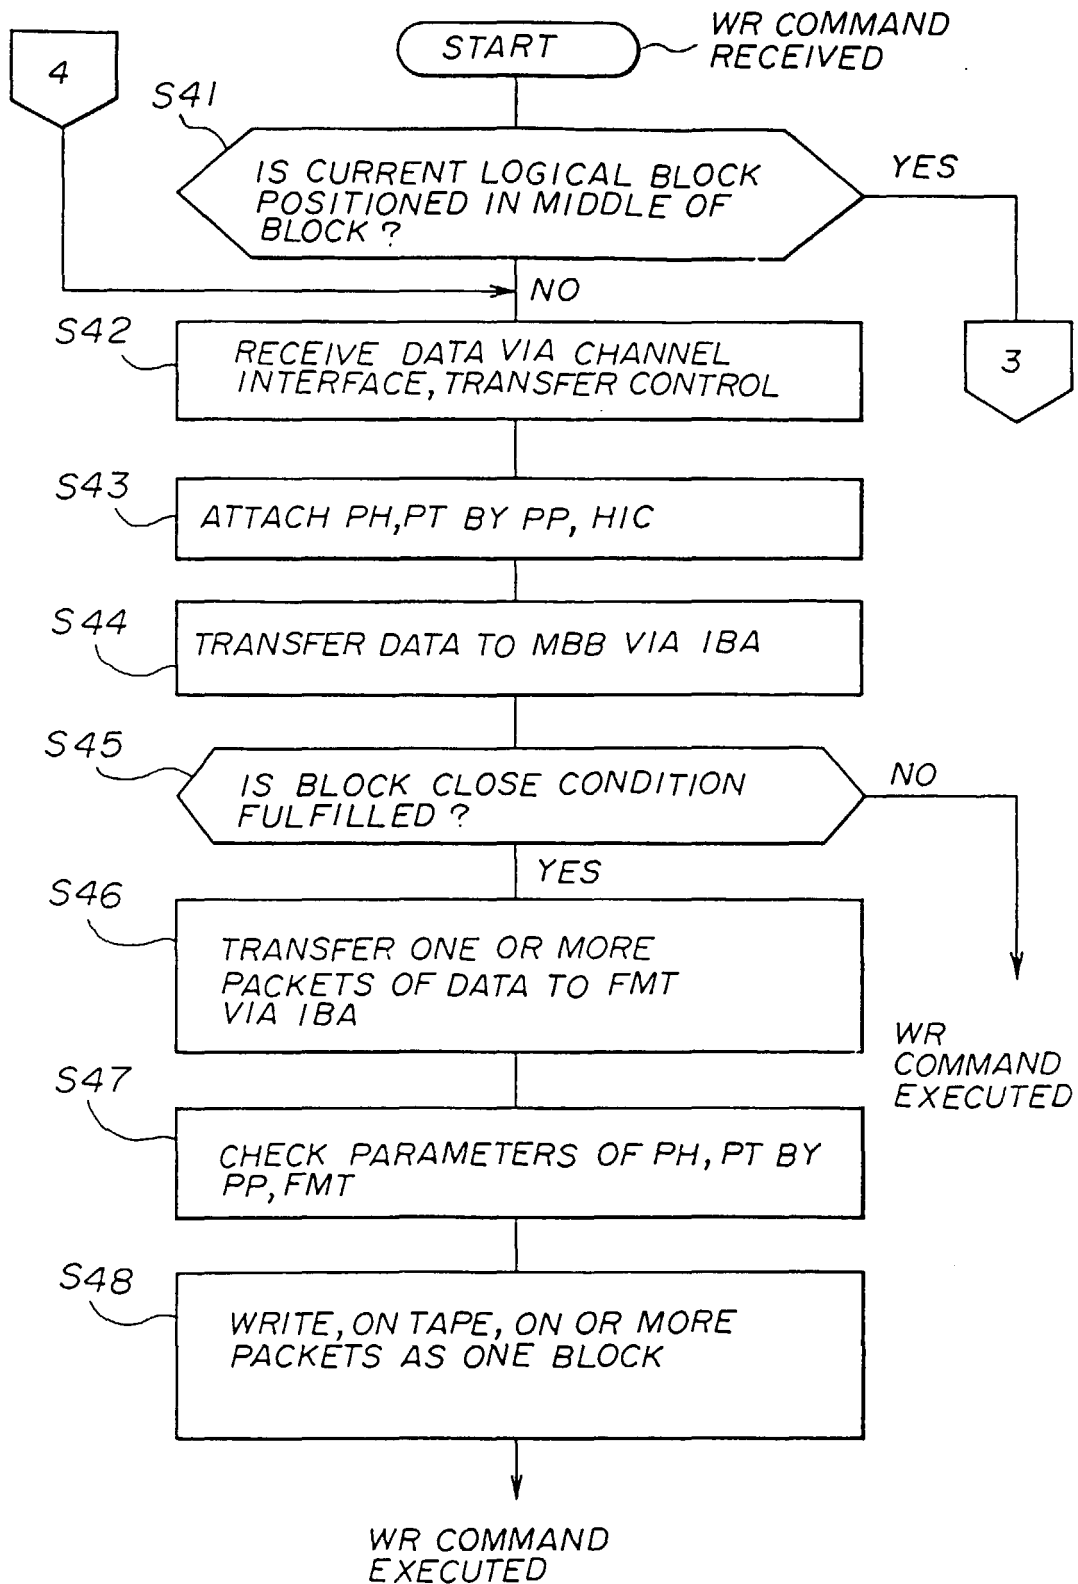 4
START
WR COMMAND
RECEIVED
S41
IS CURRENT LOGICAL BLOCK
POSITIONED IN MIDDLE OF
BLOCK ?
YES
NO
3
S42
RECEIVE DATA VIA CHANNEL
INTERFACE, TRANSFER CONTROL
S43
ATTACH PH,PT BY PP, HIC
S44
TRANSFER DATA TO MBB VIA IBA
S45
IS BLOCK CLOSE CONDITION
FULFILLED ?
NO
YES
WR
COMMAND
EXECUTED
S46
TRANSFER ONE OR MORE
PACKETS OF DATA TO FMT
VIA IBA
S47
CHECK PARAMETERS OF PH, PT BY
PP, FMT
S48
WRITE, ON TAPE, ON OR MORE
PACKETS AS ONE BLOCK
WR COMMAND
EXECUTED